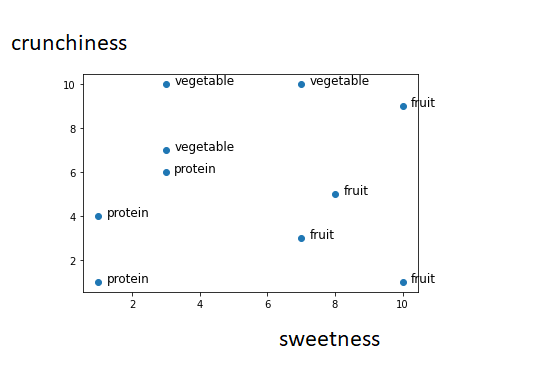 crunchiness
10 vegetable vegetable
fruit
8
vegetable
6 protein
fruit
4 protein
fruit
2
protein fruit
2 4 6 8 10
sweetness